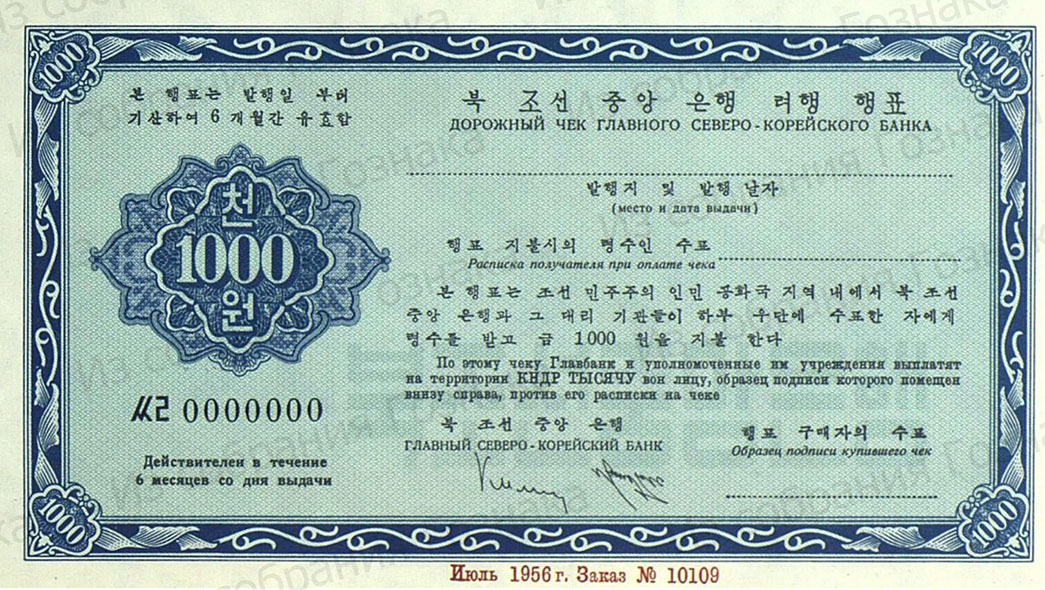 1000
1000
본 행표는 발행일 부터
기산하여 6 개월간 유효함
북 조선 중앙 은행 려행 행표
ДОРОЖНЫЙ ЧЕК ГЛАВНОГО СЕВЕРО-КОРЕЙСКОГО БАНКА
발행지 및 발행 날자
(место и дата выдачи)
천
1000
원
행표 지불시의 령수인 수표
Расписка получателя при оплате чека
본 행표는 조선 민주주의 인민 공화국 지역 내에서 북 조선
중앙 은행과 그 대리 기관들이 하부 우단에 수표한 자에게
령수를 받고 금 1000 원을 지불 한다
По этому чеку Главбанк и уполномоченные им учреждения выплатят
на территории КНДР ТЫСЯЧУ вон лицу, образец подписи которого помещен
внизу справа, против его расписки на чеке
0000000
북 조선 중앙 은행
ГЛАВНЫЙ СЕВЕРО-КОРЕЙСКИЙ БАНК
행표 구매자의 수표
Образец подписи купившего чек
Действителен в течение
6 месяцев со дня выдачи
1000
1000
Июль 1956 г. Заказ № 10109
Из собрания Гознака